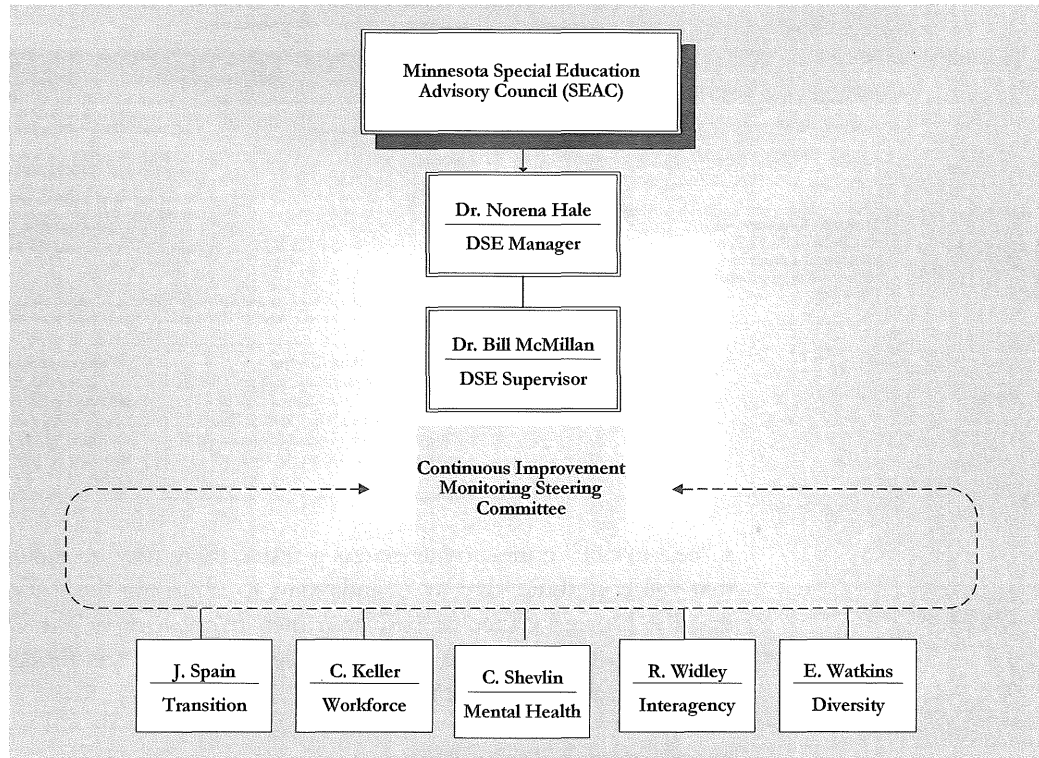 Minnesota Special Education
Advisory Council (SEAC)
Dr. Norena Hale
DSE Manager
Dr. Bill McMillan
DSE Supervisor
Continuous Improvement
Monitoring Steering
Committee
J. Spain
Transition
C. Keller
Workforce
C. Shevlin
Mental Health
R. Widley
Interagency
E. Watkins
Diversity